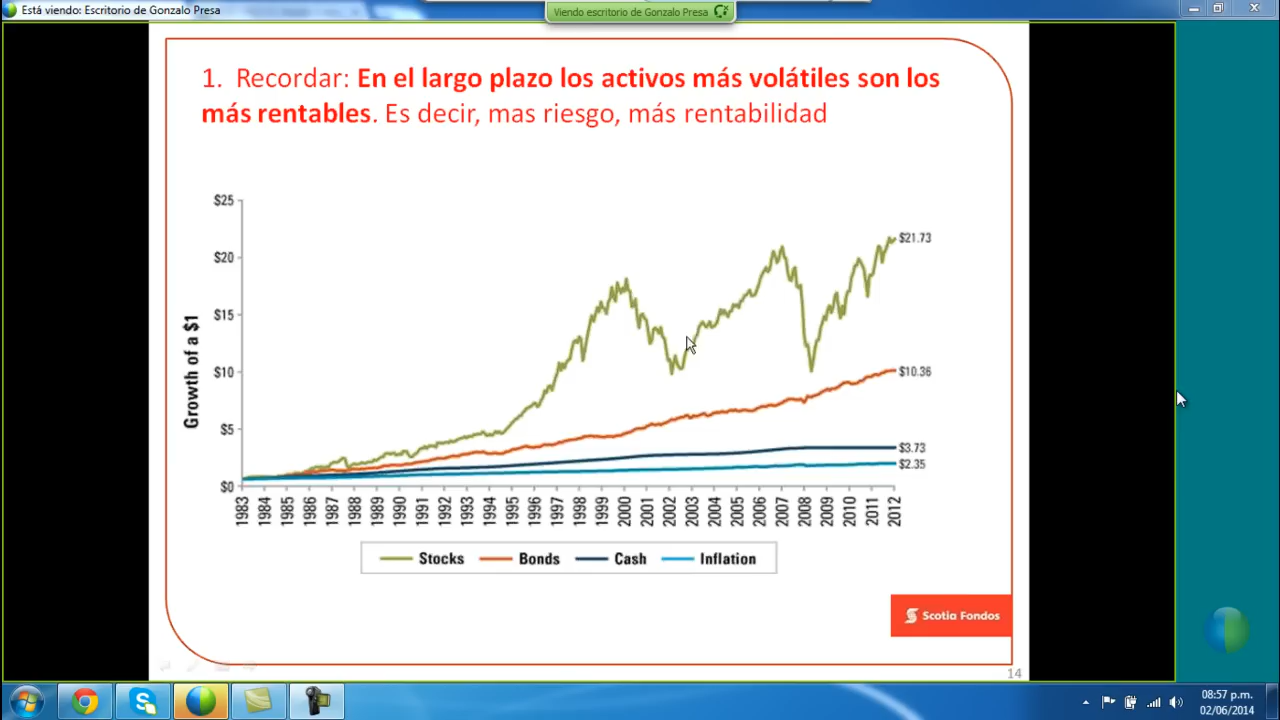 Está viendo: Escritorio de Gonzalo Presa
Viendo escritorio de Gonzalo Presa
1. Recordar: En el largo plazo los activos más volátiles son los
más rentables. Es decir, mas riesgo, más rentabilidad
Growth of a $1
$25
$20
$15
$10
$5
$0
$21.73
$10.36
$3.73
$2.35
1983 1984 1985 1986 1987 1988 1989 1990 1991 1992 1993 1994 1995 1996 1997 1998 1999 2000 2001 2002 2003 2004 2005 2006 2007 2008 2009 2010 2011 2012
Stocks Bonds Cash Inflation
Scotia Fondos
14
08:57 p.m.
02/06/2014